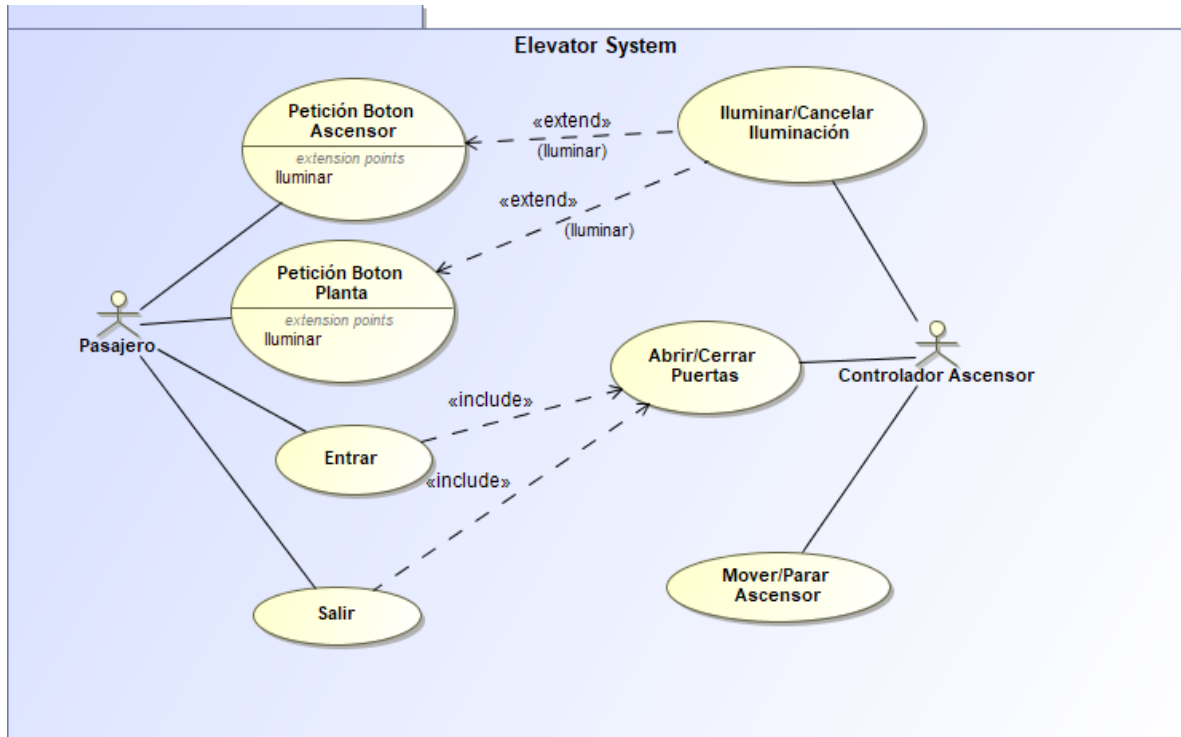 Elevator System
Petición Boton
Ascensor
extension points
Iluminar
«extend»
(Iluminar)
Iluminar/Cancelar
Iluminación
«extend»
(Iluminar)
Petición Boton
Planta
extension points
Iluminar
Pasajero
Abrir/Cerrar
Puertas
Controlador Ascensor
«include»
Entrar
«include»
Mover/Parar
Ascensor
Salir